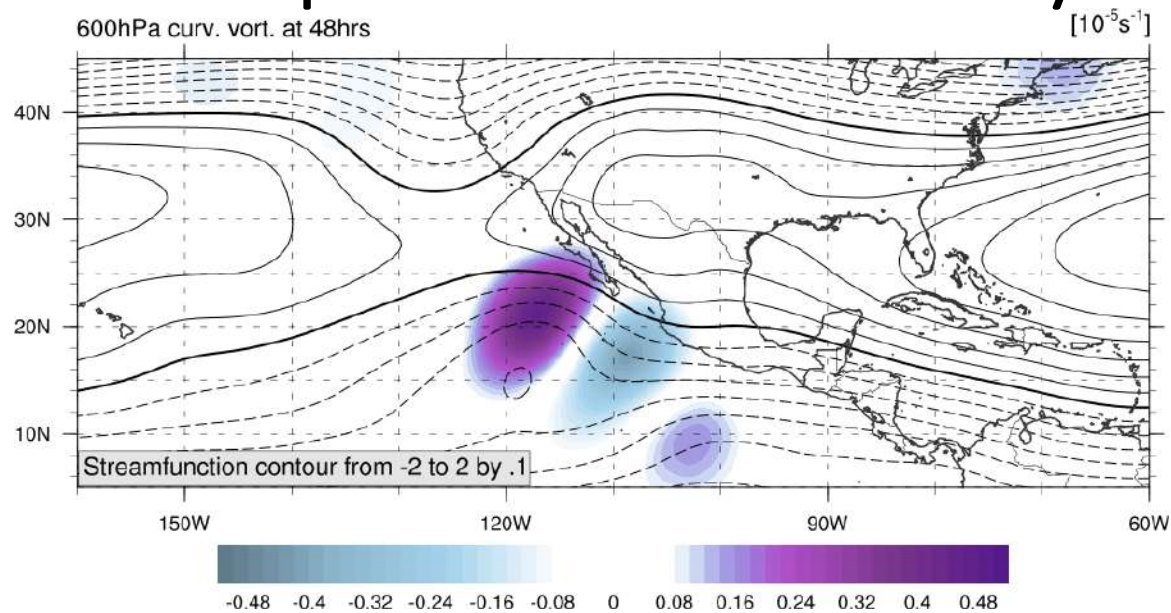 600hPa curv. vort. at 48hrs
[10⁻⁵s⁻¹]
40N
30N
20N
10N
Streamfunction contour from -2 to 2 by .1
150W 120W 90W 60W
-0.48 -0.4 -0.32 -0.24 -0.16 -0.08 0 0.08 0.16 0.24 0.32 0.4 0.48